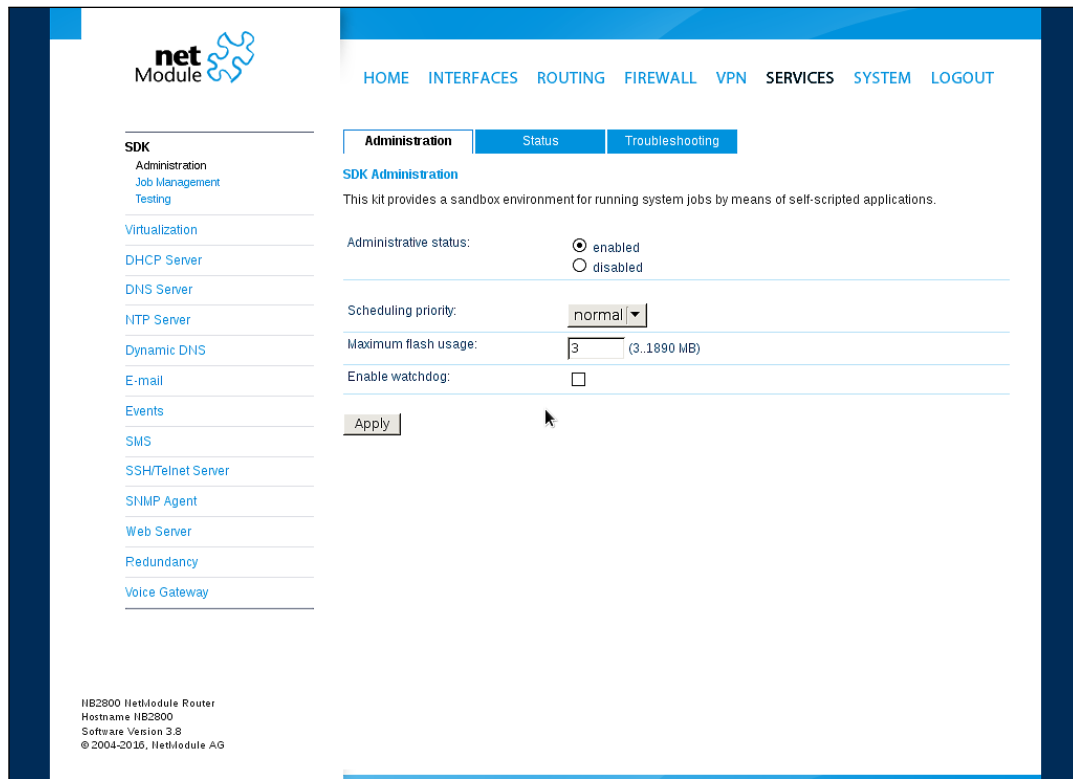 net
Module
HOME INTERFACES ROUTING FIREWALL VPN SERVICES SYSTEM LOGOUT
SDK
Administration
Job Management
Testing
Virtualization
DHCP Server
DNS Server
NTP Server
Dynamic DNS
E-mail
Events
SMS
SSH/Telnet Server
SNMP Agent
Web Server
Redundancy
Voice Gateway
Administration Status Troubleshooting
SDK Administration
This kit provides a sandbox environment for running system jobs by means of self-scripted applications.
Administrative status:
enabled
disabled
Scheduling priority: normal
Maximum flash usage: 3 (3..1890 MB)
Enable watchdog:
Apply
NB2800 NetModule Router
Hostname NB2800
Software Version 3.8
© 2004-2016, NetModule AG